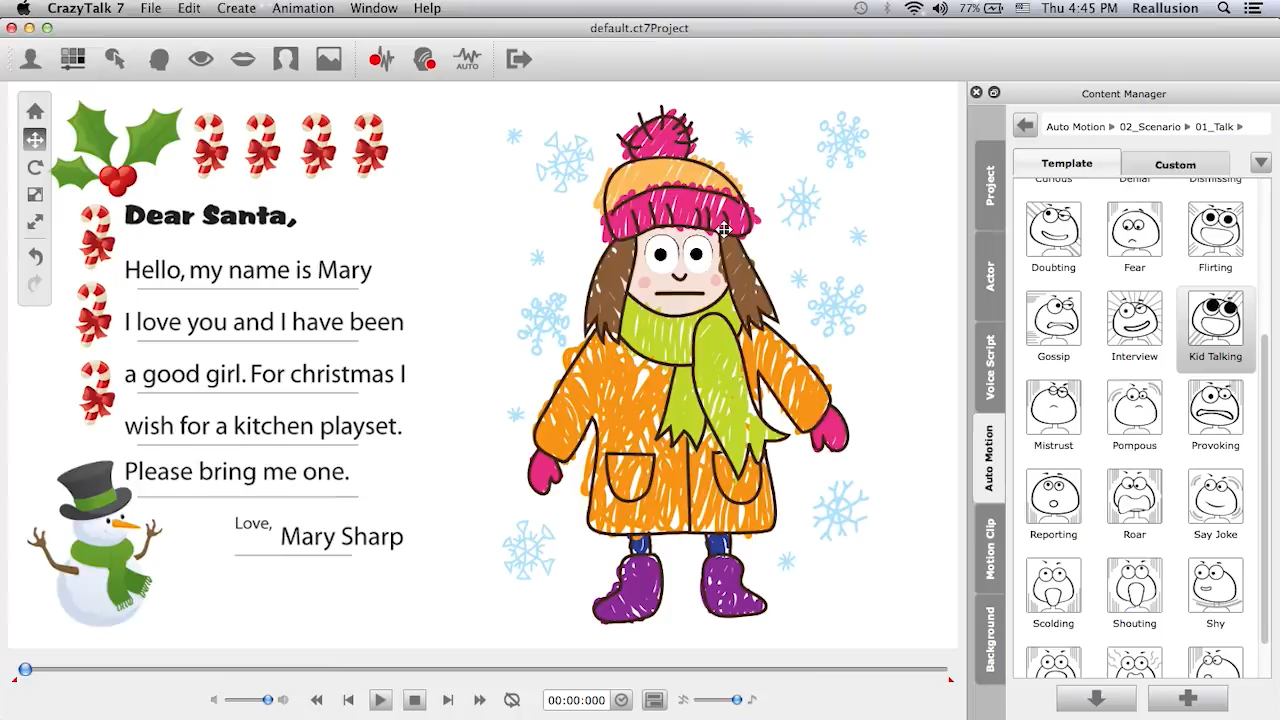 CrazyTalk 7 File Edit Create Animation Window Help 77% Thu 4:45 PM Reallusion
default.ct7Project
AUTO
Content Manager
Auto Motion 02_Scenario 01_Talk
Template Custom
Project
Actor
Voice Script
Auto Motion
Motion Clip
Background
Curious Denial Dismissing
Doubting Fear Flirting
Gossip Interview Kid Talking
Mistrust Pompous Provoking
Reporting Roar Say Joke
Scolding Shouting Shy
Dear Santa,
Hello, my name is Mary
I love you and I have been
a good girl. For christmas I
wish for a kitchen playset.
Please bring me one.
Love, Mary Sharp
00:00:000